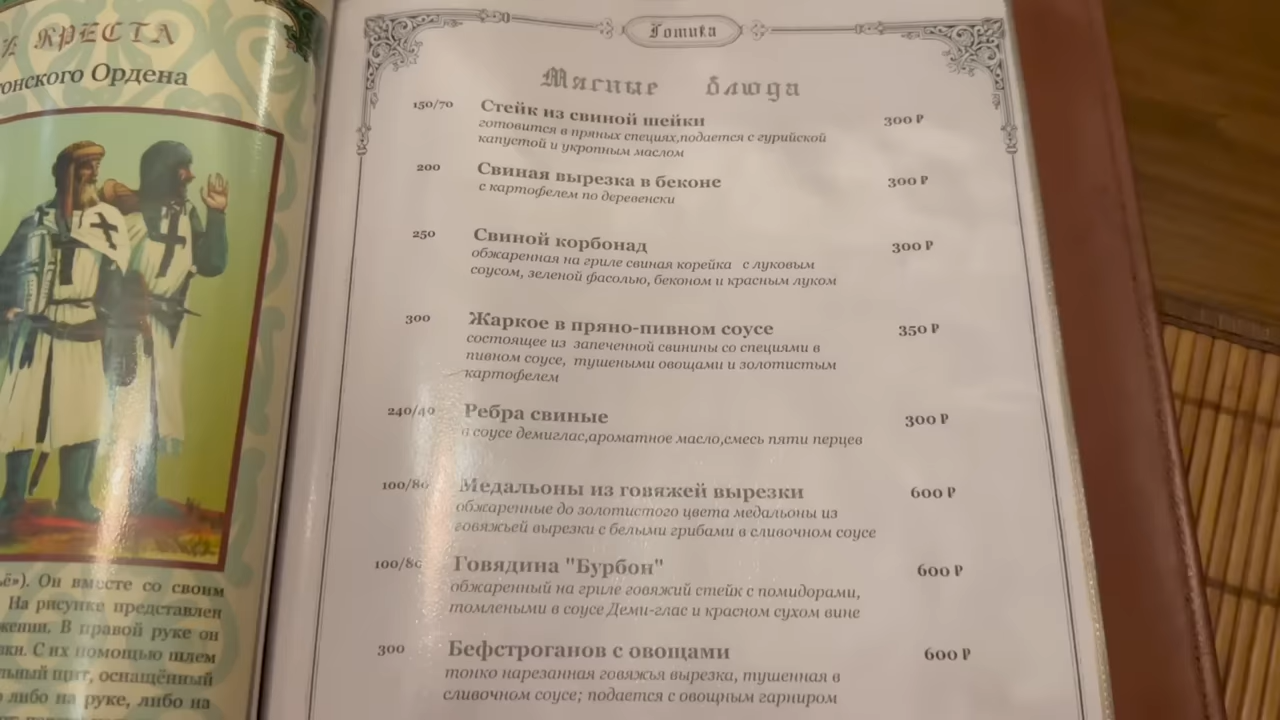 КРЕСТА
Ордена
ё»). Он вместе со своим
На рисунке представлен
В правой руке он
С их помощью шлем
щит, оснащённый
либо на руке, либо на
Готика
Мясные блюда
150/70 Стейк из свиной шейки 300 ₽
готовится в пряных специях,подается с гурийской
капустой и укропным маслом
200 Свиная вырезка в беконе 300 ₽
с картофелем по деревенски
250 Свиной корбонад 300 ₽
обжаренная на гриле свиная корейка с луковым
соусом, зеленой фасолью, беконом и красным луком
300 Жаркое в пряно-пивном соусе 350 ₽
состоящее из запеченной свинины со специями в
пивном соусе, тушеными овощами и золотистым
картофелем
240/40 Ребра свиные 300 ₽
в соусе демиглас,ароматное масло,смесь пяти перцев
100/80 Медальоны из говяжей вырезки 600 ₽
обжаренные до золотистого цвета медальоны из
говяжьей вырезки с белыми грибами в сливочном соусе
100/80 Говядина "Бурбон" 600 ₽
обжаренный на гриле говяжий стейк с помидорами,
томлеными в соусе Деми-глас и красном сухом вине
300 Бефстроганов с овощами 600 ₽
тонко нарезанная говяжья вырезка, тушенная в
сливочном соусе; подается с овощным гарниром